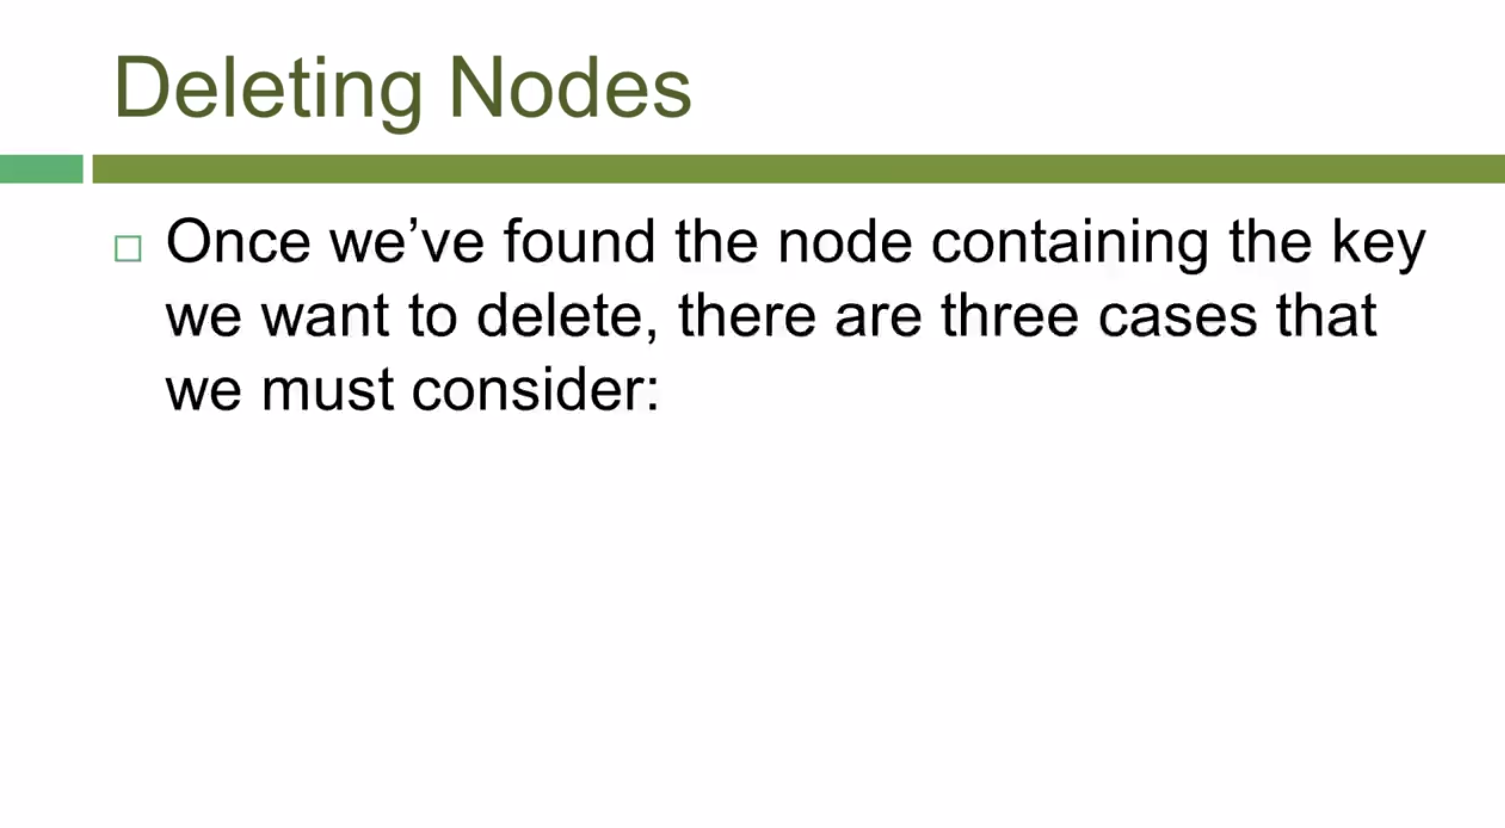 Deleting Nodes
Once we’ve found the node containing the key
we want to delete, there are three cases that
we must consider: